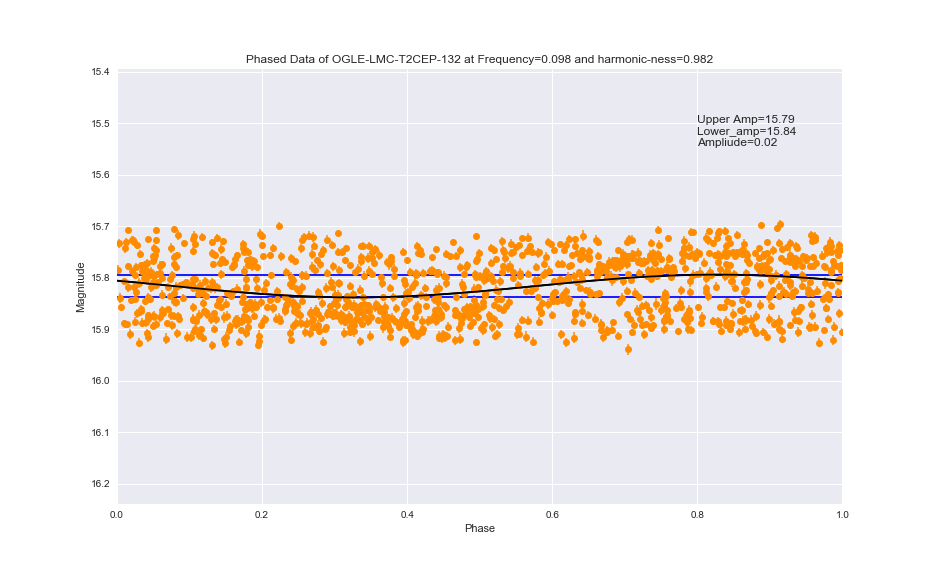 Phased Data of OGLE-LMC-T2CEP-132 at Frequency=0.098 and harmonic-ness=0.982
15.4
15.5
15.6
15.7
15.8
15.9
16.0
16.1
16.2
Magnitude
Upper Amp=15.79
Lower_amp=15.84
Ampliude=0.02
0.0
0.2
0.4
0.6
0.8
1.0
Phase